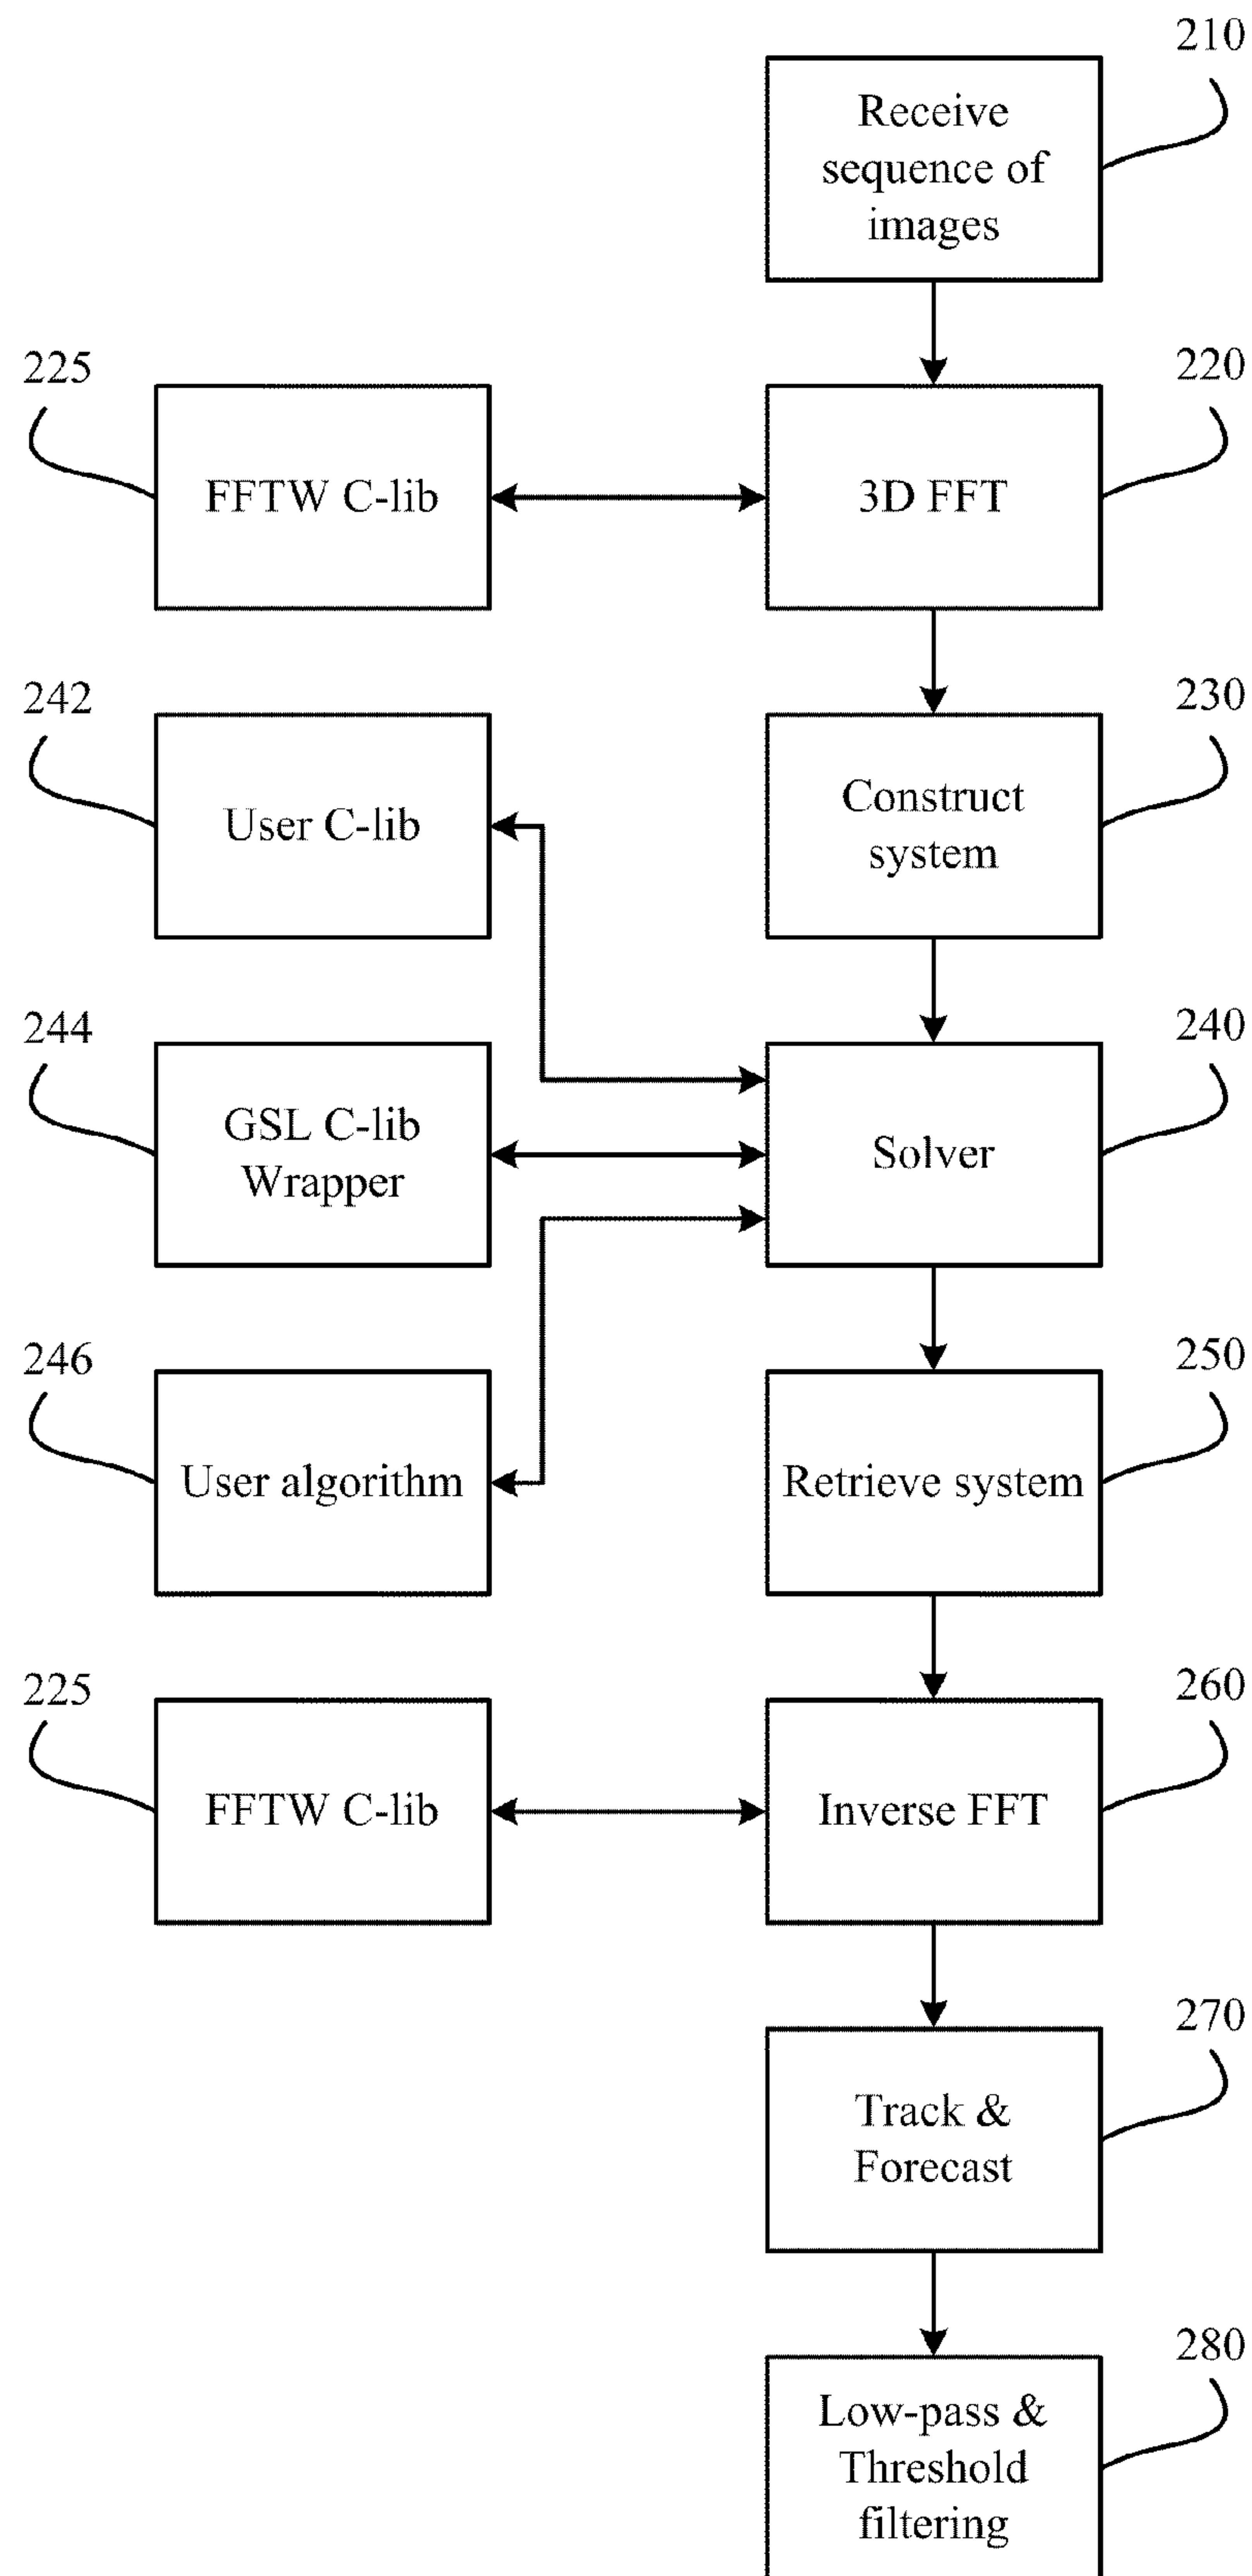 210
Receive
sequence of
images
225
220
FFTW C-lib
3D FFT
242
230
User C-lib
Construct
system
244
240
GSL C-lib
Wrapper
Solver
246
250
User algorithm
Retrieve system
225
260
FFTW C-lib
Inverse FFT
270
Track &
Forecast
280
Low-pass &
Threshold
filtering